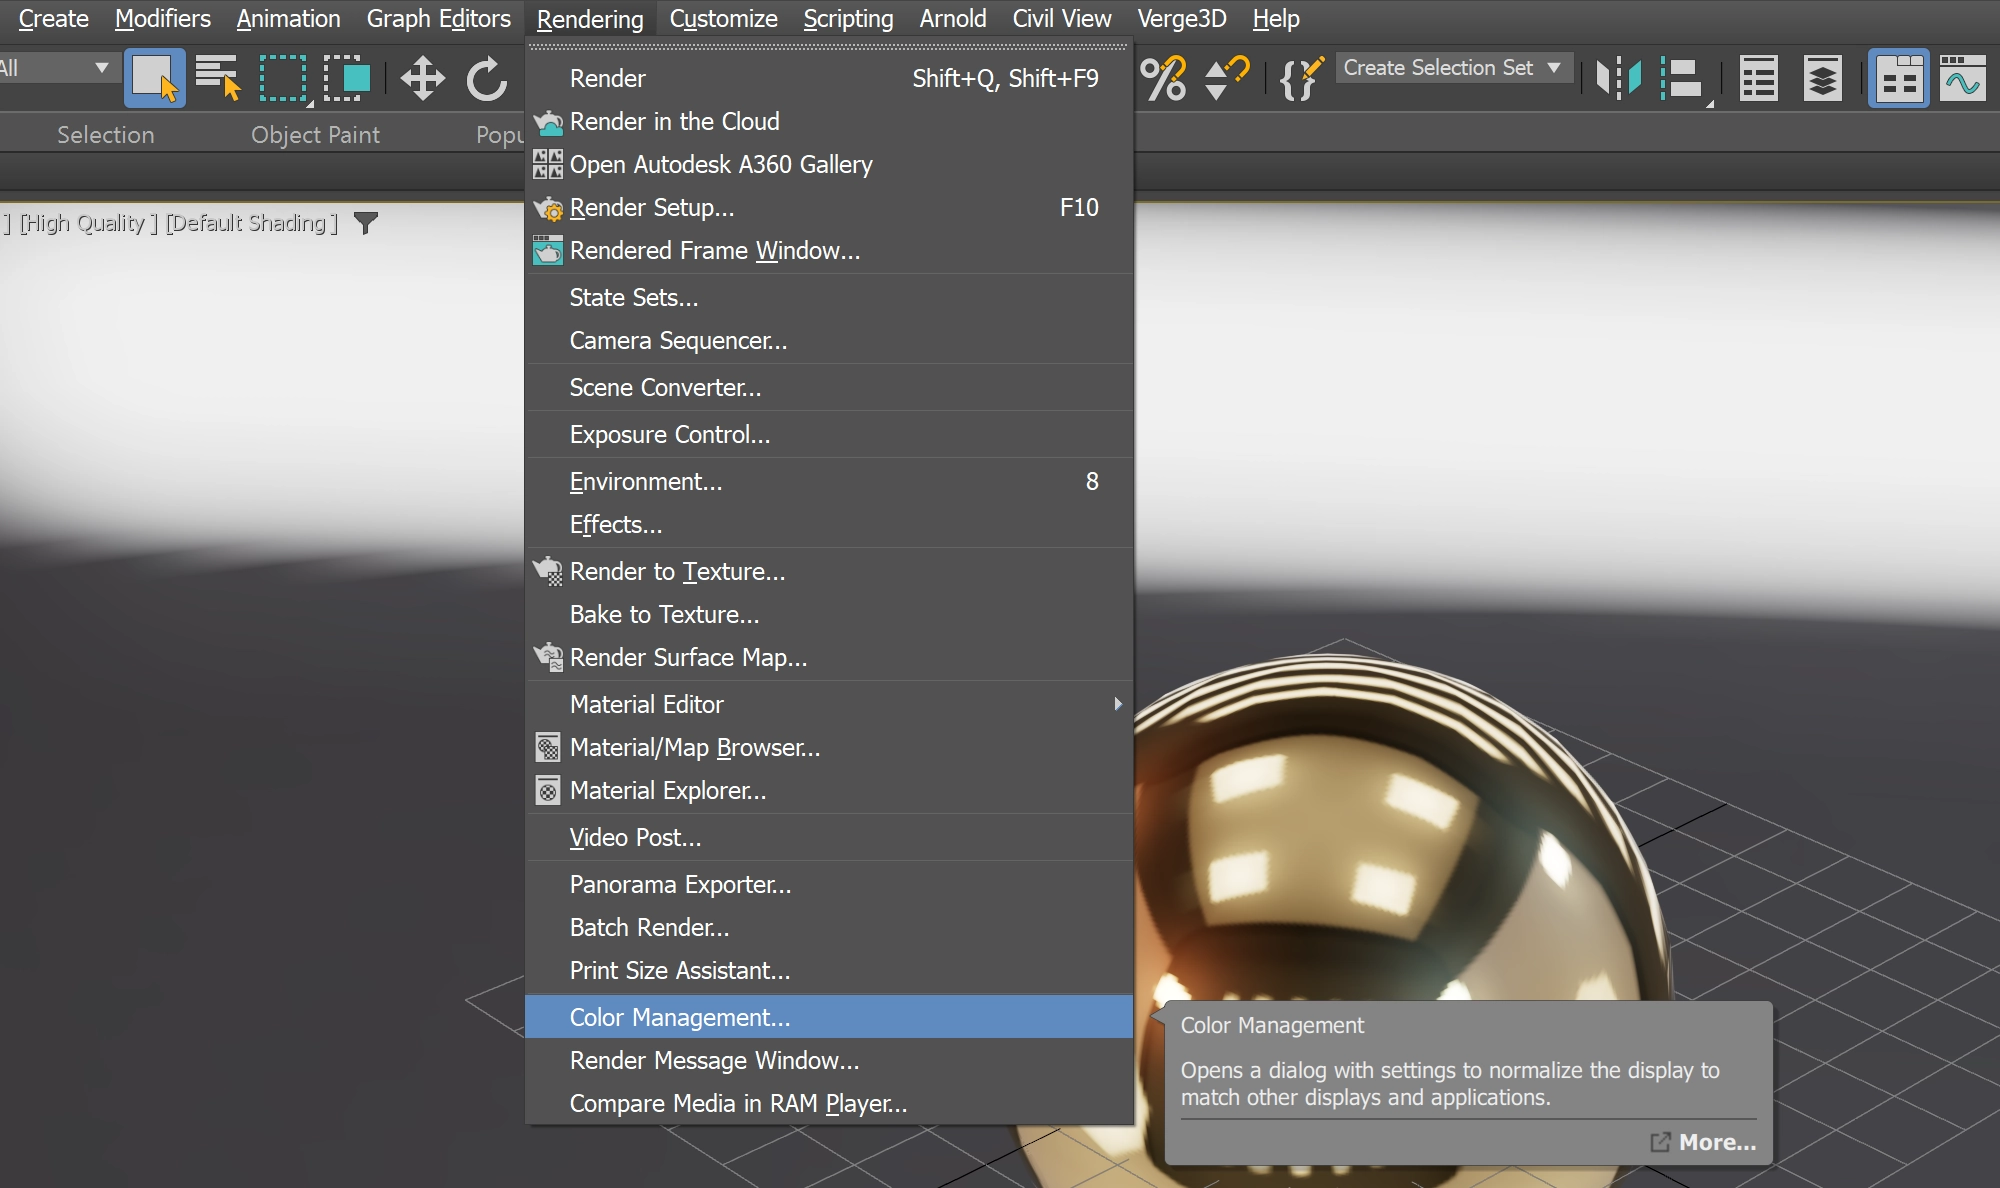 Create Modifiers Animation Graph Editors Rendering Customize Scripting Arnold Civil View Verge3D Help
All
Create Selection Set
Selection Object Paint Popu
] [High Quality ] [Default Shading ]
Render Shift+Q, Shift+F9
Render in the Cloud
Open Autodesk A360 Gallery
Render Setup... F10
Rendered Frame Window...
State Sets...
Camera Sequencer...
Scene Converter...
Exposure Control...
Environment... 8
Effects...
Render to Texture...
Bake to Texture...
Render Surface Map...
Material Editor
Material/Map Browser...
Material Explorer...
Video Post...
Panorama Exporter...
Batch Render...
Print Size Assistant...
Color Management...
Render Message Window...
Compare Media in RAM Player...
Color Management
Opens a dialog with settings to normalize the display to
match other displays and applications.
More...